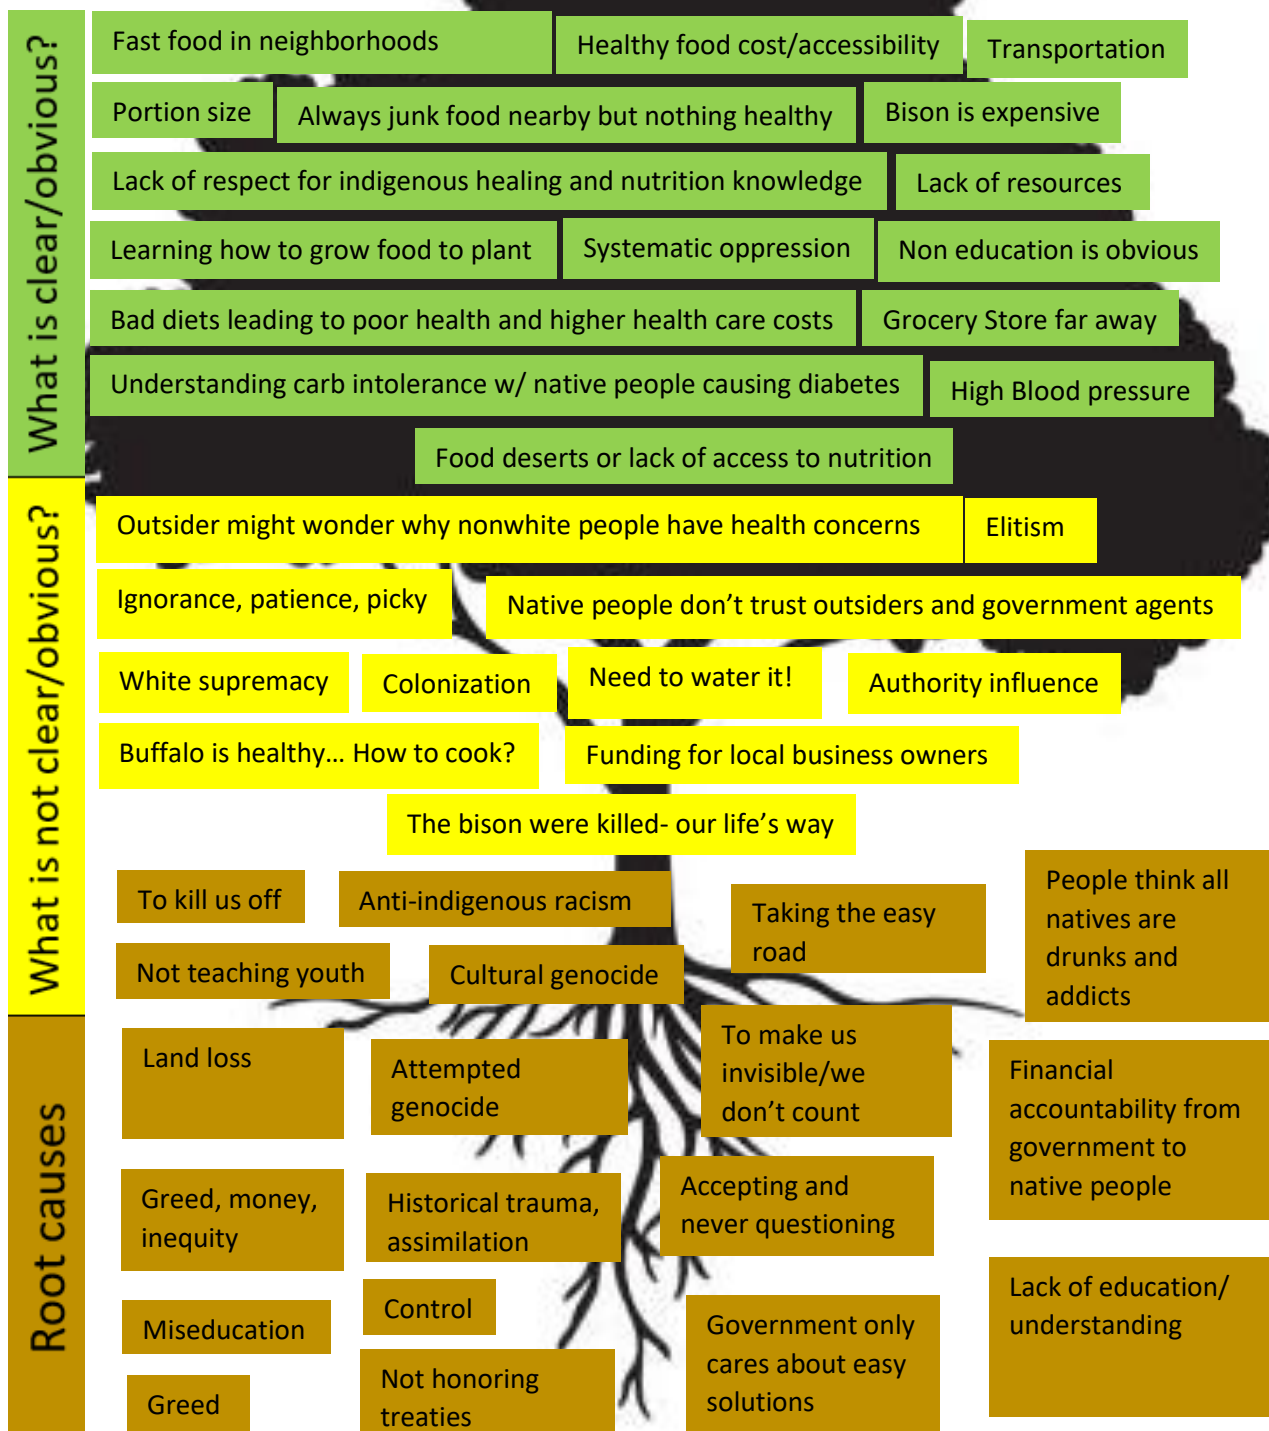 What is clear/obvious?
Fast food in neighborhoods
Healthy food cost/accessibility
Transportation
Portion size
Always junk food nearby but nothing healthy
Bison is expensive
Lack of respect for indigenous healing and nutrition knowledge
Lack of resources
Learning how to grow food to plant
Systematic oppression
Non education is obvious
Bad diets leading to poor health and higher health care costs
Grocery Store far away
Understanding carb intolerance w/ native people causing diabetes
High Blood pressure
Food deserts or lack of access to nutrition
What is not clear/obvious?
Outsider might wonder why nonwhite people have health concerns
Elitism
Ignorance, patience, picky
Native people don’t trust outsiders and government agents
White supremacy
Colonization
Need to water it!
Authority influence
Buffalo is healthy… How to cook?
Funding for local business owners
The bison were killed- our life’s way
Root causes
To kill us off
Anti-indigenous racism
Taking the easy
road
People think all
natives are
drunks and
addicts
Not teaching youth
Cultural genocide
Land loss
Attempted
genocide
To make us
invisible/we
don’t count
Financial
accountability from
government to
native people
Greed, money,
inequity
Historical trauma,
assimilation
Accepting and
never questioning
Lack of education/
understanding
Miseducation
Control
Government only
cares about easy
solutions
Greed
Not honoring
treaties